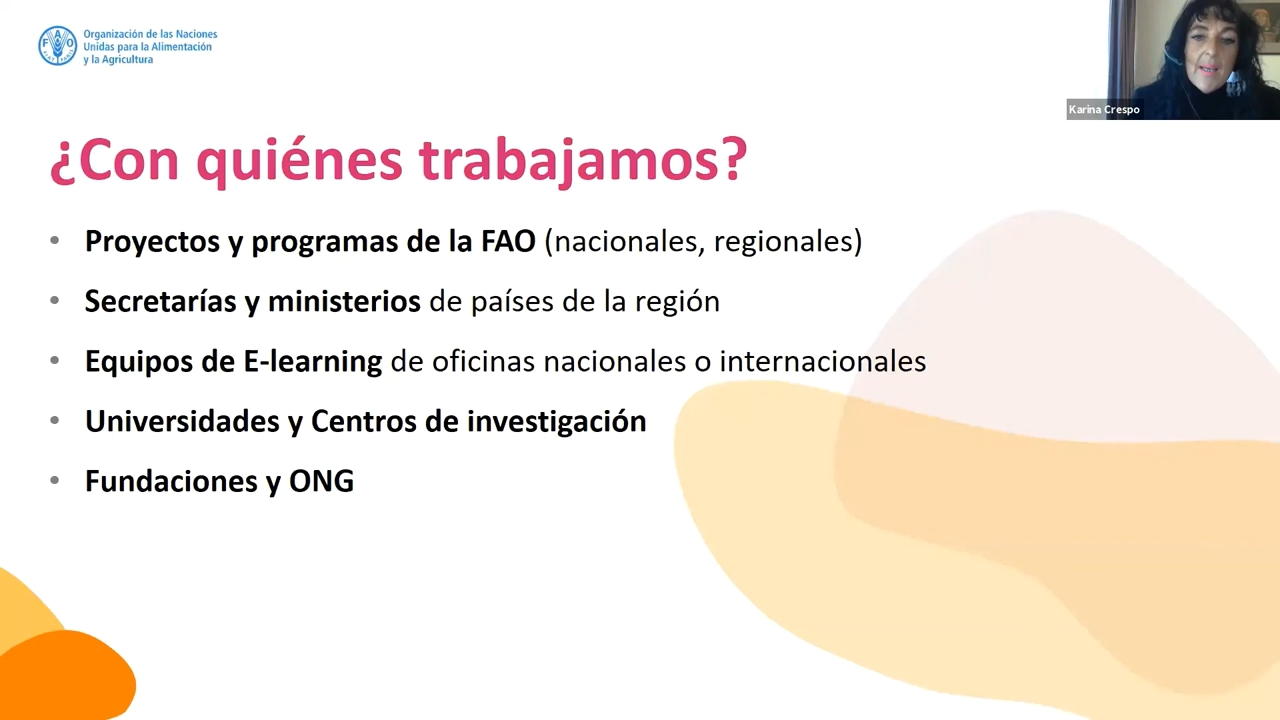 Organización de las Naciones
Unidas para la Alimentación
y la Agricultura
Karina Crespo
¿Con quiénes trabajamos?
• Proyectos y programas de la FAO (nacionales, regionales)
• Secretarías y ministerios de países de la región
• Equipos de E-learning de oficinas nacionales o internacionales
• Universidades y Centros de investigación
• Fundaciones y ONG